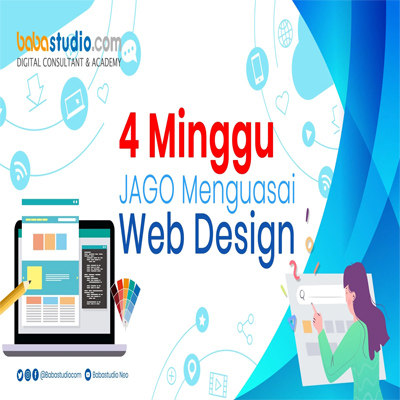 babastudio.com
DIGITAL CONSULTANT & ACADEMY
4 Minggu
JAGO Menguasai
Web Design
@Babastudiocom Babastudio Neo